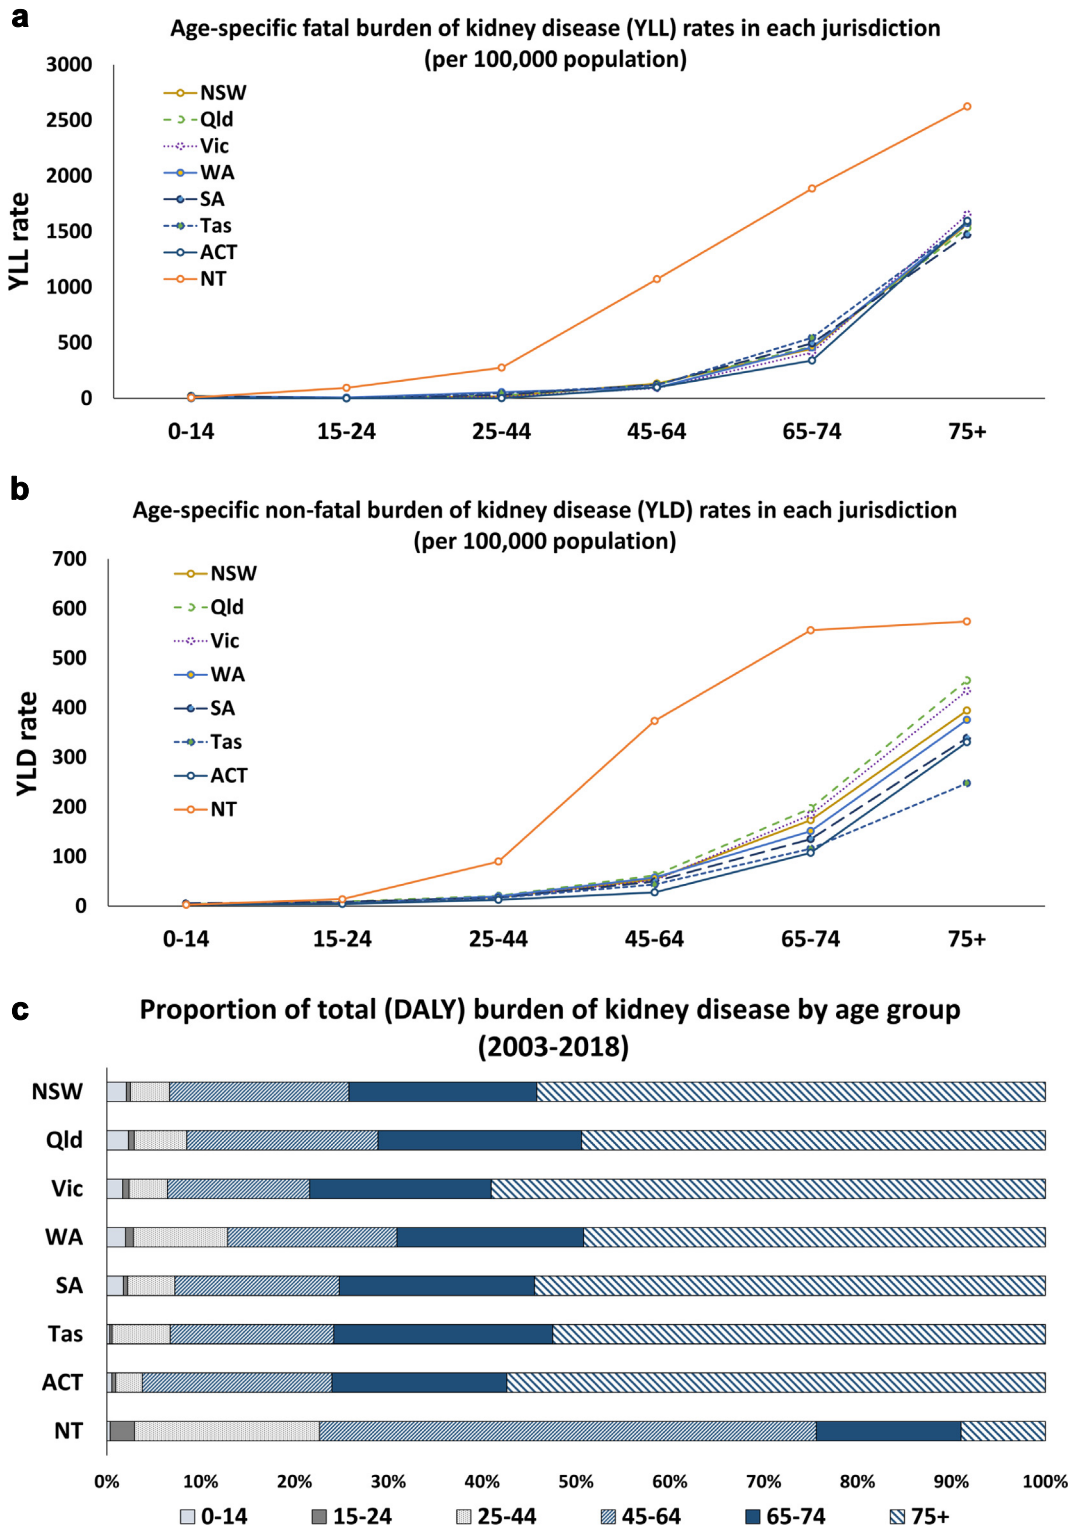 a
Age-specific fatal burden of kidney disease (YLL) rates in each jurisdiction
(per 100,000 population)
3000
2500
2000
1500
1000
500
0
YLL rate
NSW
Qld
Vic
WA
SA
Tas
ACT
NT
0-14 15-24 25-44 45-64 65-74 75+
b
Age-specific non-fatal burden of kidney disease (YLD) rates in each jurisdiction
(per 100,000 population)
700
600
500
400
300
200
100
0
YLD rate
NSW
Qld
Vic
WA
SA
Tas
ACT
NT
0-14 15-24 25-44 45-64 65-74 75+
c
Proportion of total (DALY) burden of kidney disease by age group
(2003-2018)
NSW
Qld
Vic
WA
SA
Tas
ACT
NT
0% 10% 20% 30% 40% 50% 60% 70% 80% 90% 100%
0-14 15-24 25-44 45-64 65-74 75+